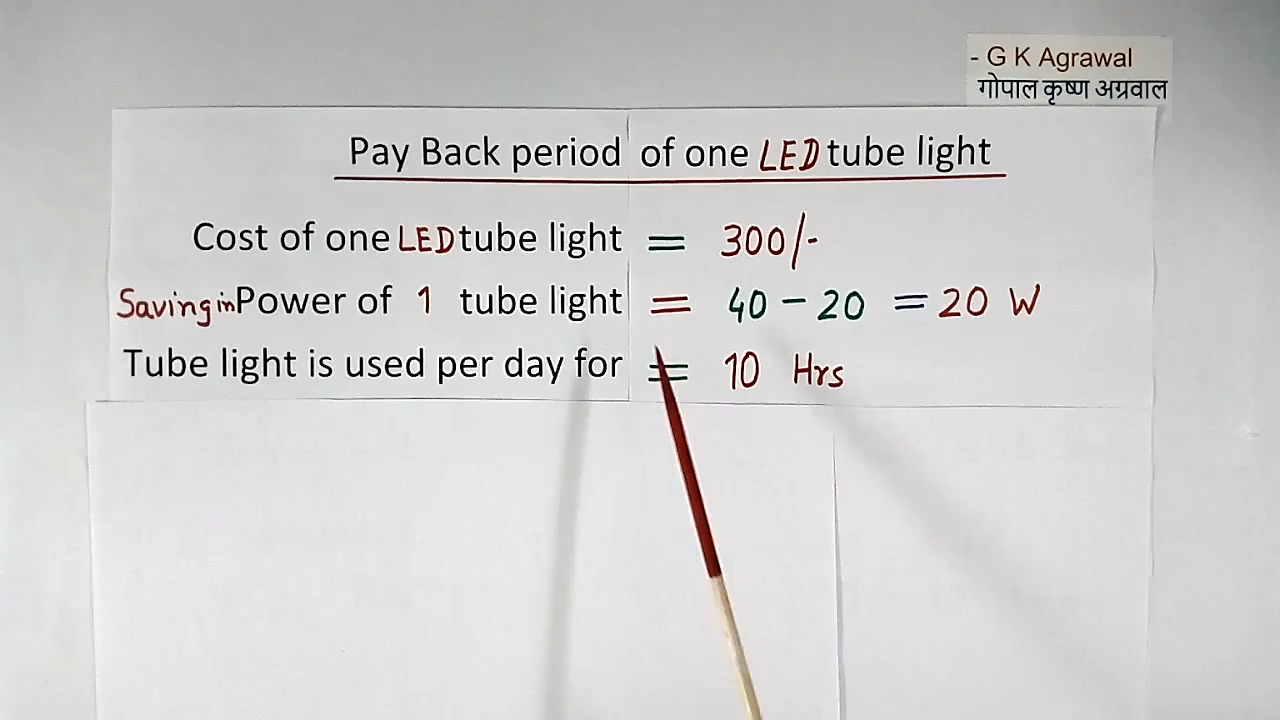 - G K Agrawal
गोपाल कृष्ण अग्रवाल
Pay Back period of one LED tube light
Cost of one LED tube light = 300/-
Saving in Power of 1 tube light = 40 - 20 = 20 W
Tube light is used per day for = 10 Hrs